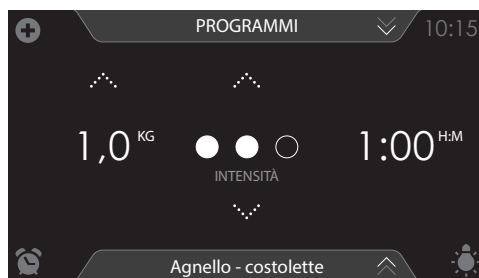 PROGRAMMI
10:15
1,0 KG
1:00 H:M
INTENSITÀ
Agnello - costolette